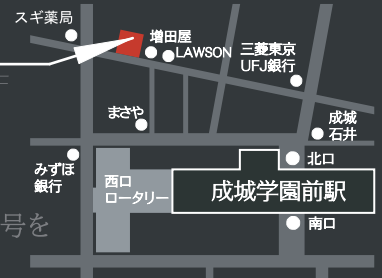 スギ薬局
増田屋
LAWSON
三菱東京
UFJ銀行
まさや
成城
石井
みずほ
銀行
西口
ロータリー
北口
成城学園前駅
南口
号を